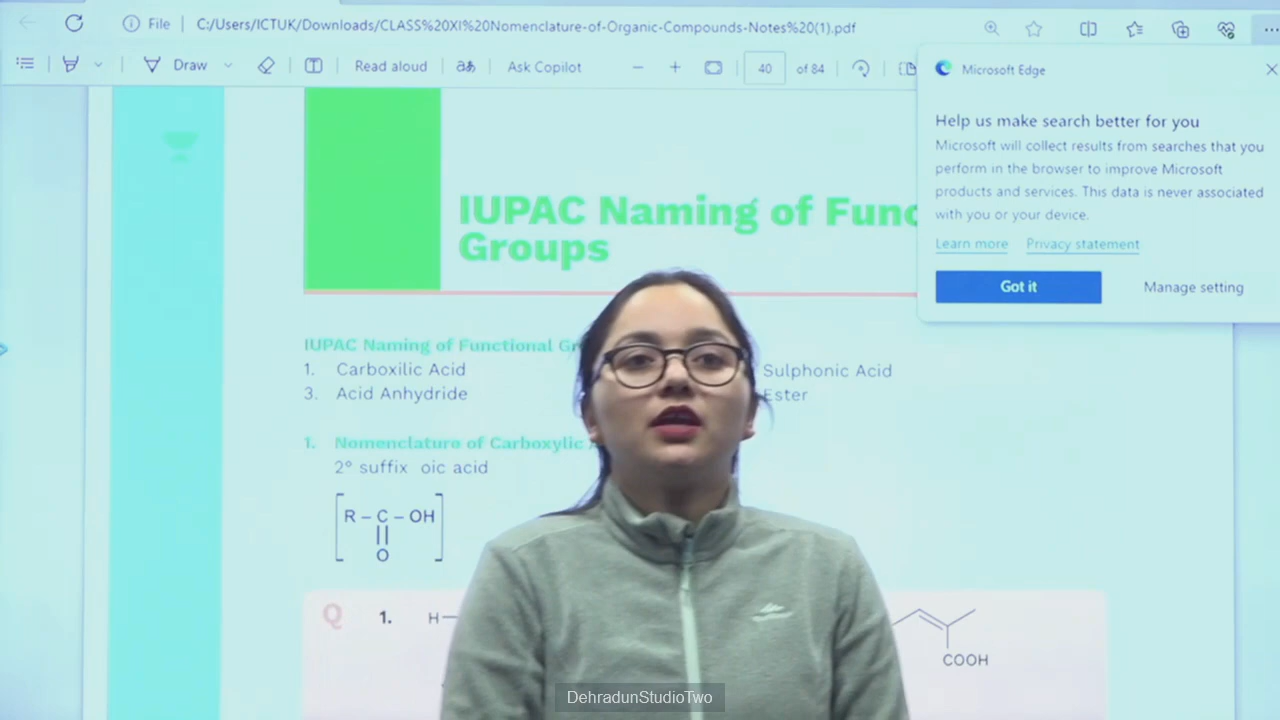 File | C:/Users/ICTUK/Downloads/CLASS%20XI%20Nomenclature-of-Organic-Compounds-Notes%20(1).pdf
Draw Read aloud Ask Copilot 40 of 84
Microsoft Edge
Help us make search better for you
Microsoft will collect results from searches that you
perform in the browser to improve Microsoft
products and services. This data is never associated
with you or your device.
Learn more Privacy statement
Got it Manage setting
IUPAC Naming of Func
Groups
IUPAC Naming of Functional Gr
1. Carboxilic Acid Sulphonic Acid
3. Acid Anhydride Ester
1. Nomenclature of Carboxylic
2° suffix oic acid
R – C – OH
O
Q 1. H
COOH
DehradunStudioTwo